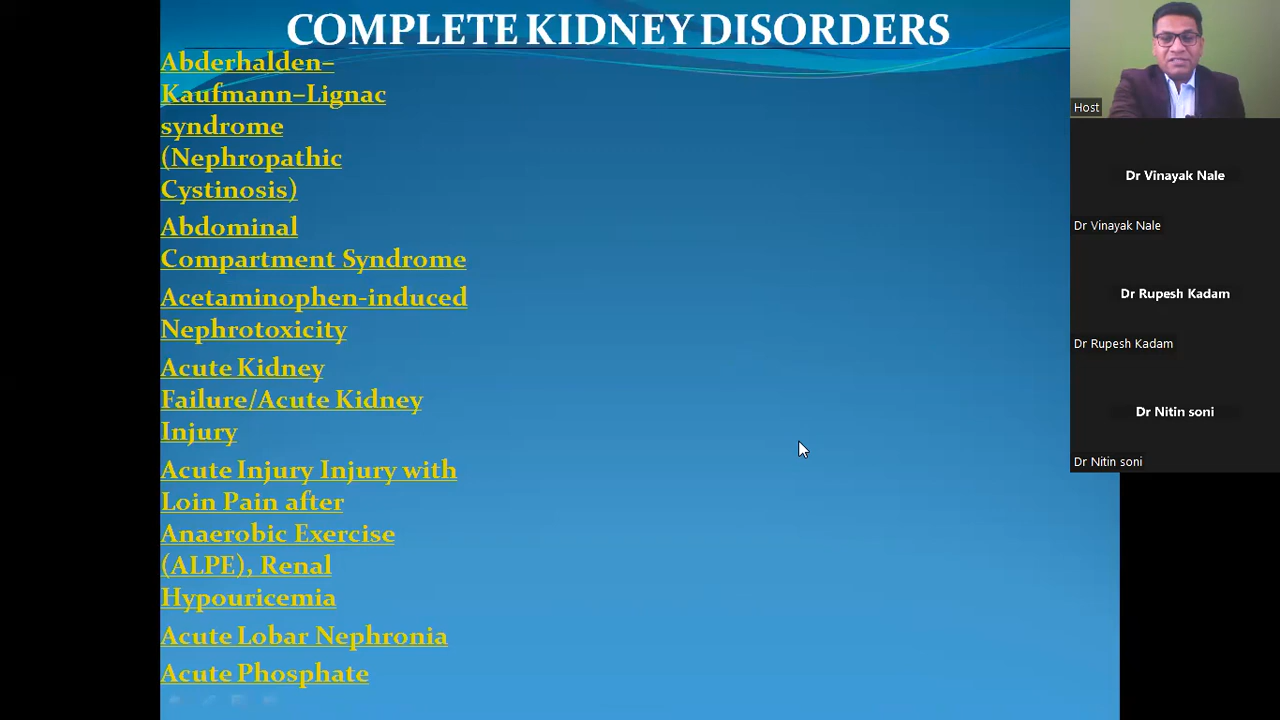 COMPLETE KIDNEY DISORDERS
Abderhalden–
Kaufmann–Lignac
syndrome
(Nephropathic
Cystinosis)
Abdominal
Compartment Syndrome
Acetaminophen-induced
Nephrotoxicity
Acute Kidney
Failure/Acute Kidney
Injury
Acute Injury Injury with
Loin Pain after
Anaerobic Exercise
(ALPE), Renal
Hypouricemia
Acute Lobar Nephronia
Acute Phosphate
Host
Dr Vinayak Nale
Dr Vinayak Nale
Dr Rupesh Kadam
Dr Rupesh Kadam
Dr Nitin soni
Dr Nitin soni